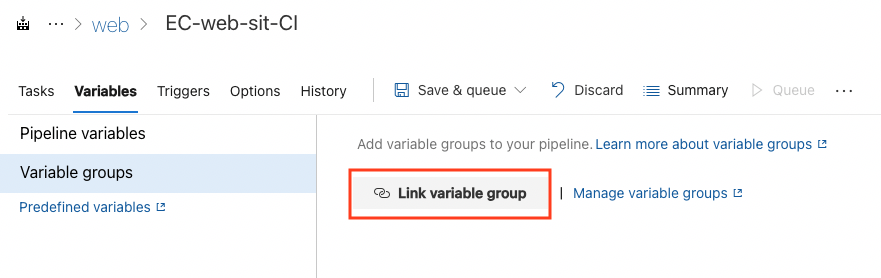 ··· > web > EC-web-sit-CI
Tasks Variables Triggers Options History Save & queue Discard Summary Queue ···
Pipeline variables
Variable groups
Predefined variables
Add variable groups to your pipeline. Learn more about variable groups
Link variable group | Manage variable groups